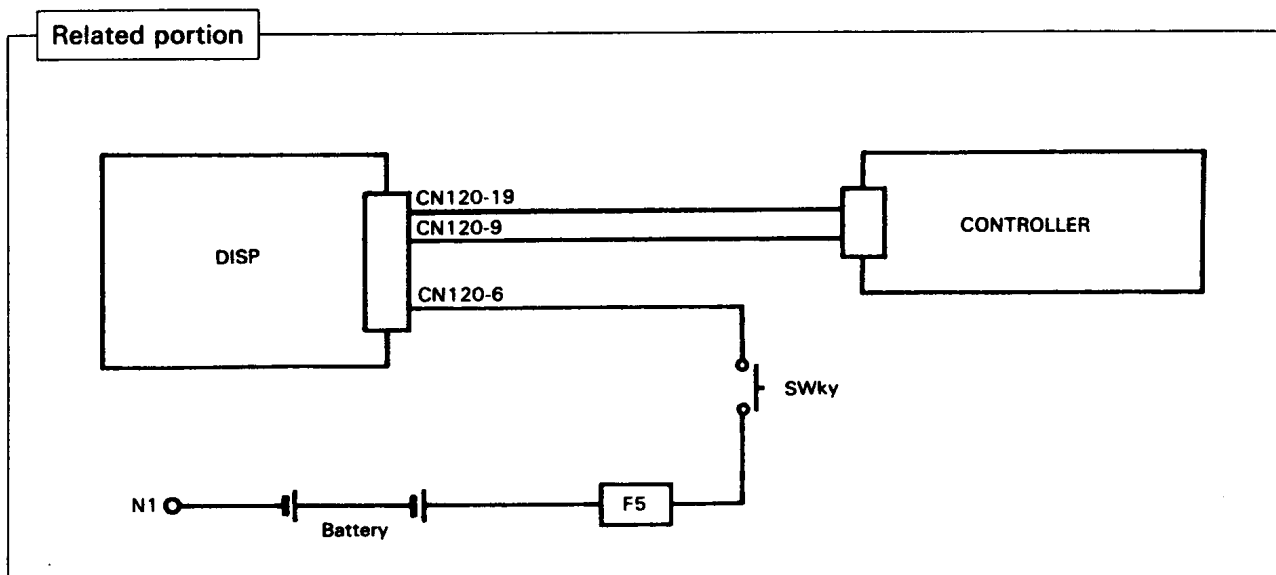 Related portion
CN120-19
CN120-9
CONTROLLER
DISP
CN120-6
SWky
N1
F5
Battery